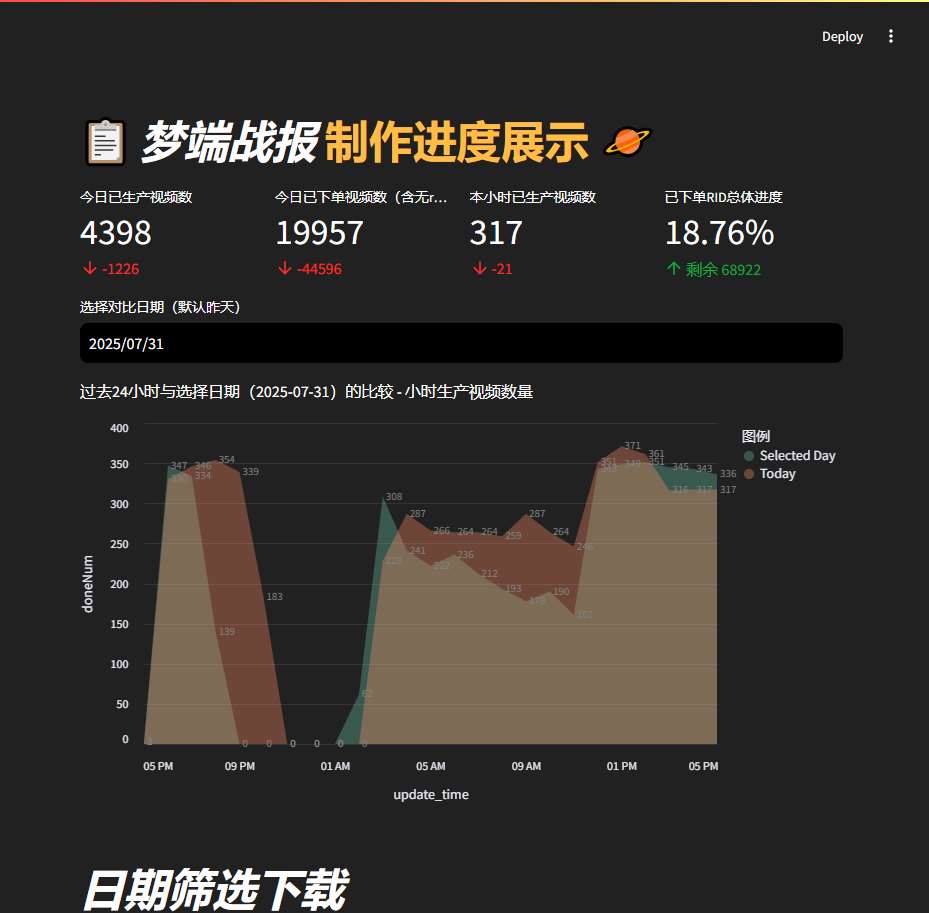 Deploy
梦端战报 制作进度展示
今日已生产视频数
4398
-1226
今日已下单视频数（含无r...
19957
-44596
本小时已生产视频数
317
-21
已下单RID总体进度
18.76%
剩余 68922
选择对比日期（默认昨天）
2025/07/31
过去24小时与选择日期（2025-07-31）的比较 - 小时生产视频数量
图例
Selected Day
Today
doneNum
400
350
300
250
200
150
100
50
0
347
346
334
354
339
139
183
0
0
0
0
0
0
62
308
228
287
241
266
222
264
236
264
212
259
193
287
178
264
190
246
161
351
371
349
361
351
345
316
343
317
336
317
05 PM
09 PM
01 AM
05 AM
09 AM
01 PM
05 PM
update_time
日期筛选下载